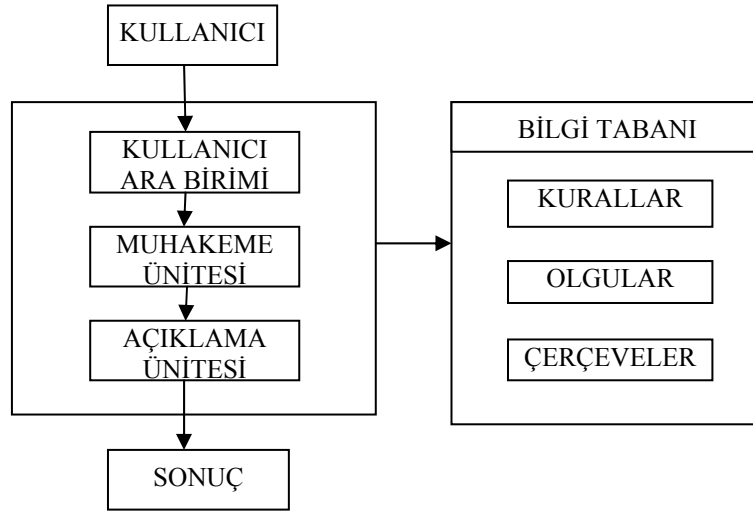 KULLANICI
KULLANICI
ARA BİRİMİ
MUHAKEME
ÜNİTESİ
AÇIKLAMA
ÜNİTESİ
SONUÇ
BİLGİ TABANI
KURALLAR
OLGULAR
ÇERÇEVELER